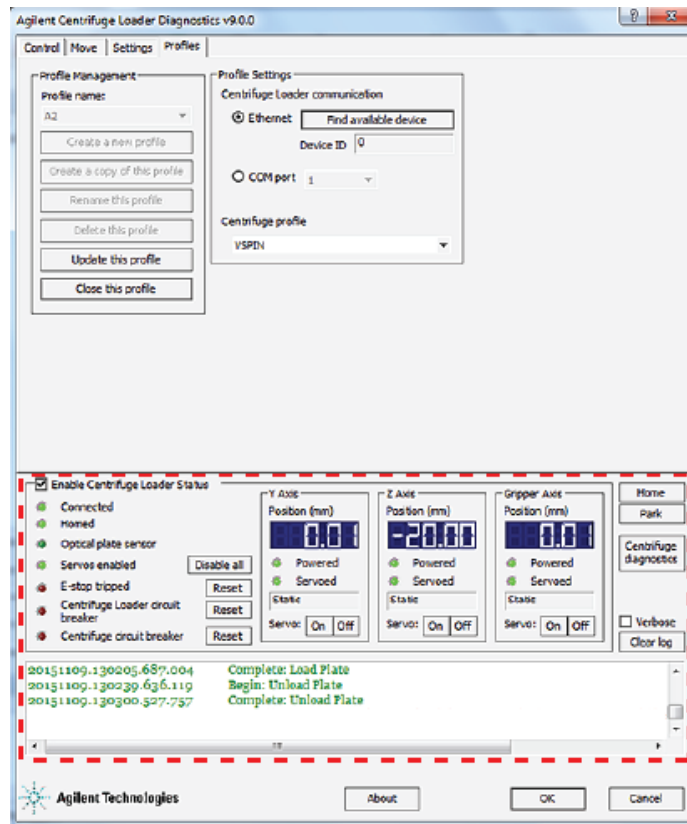 Agilent Centrifuge Loader Diagnostics v9.0.0
Control Move Settings Profiles
Profile Management
Profile name:
A2
Create a new profile
Create a copy of this profile
Rename this profile
Delete this profile
Update this profile
Close this profile
Profile Settings
Centrifuge Loader communication
Ethernet Find available device
Device ID 0
COM port 1
Centrifuge profile
VSPIN
Enable Centrifuge Loader Status
Connected
Homed
Optical plate sensor
Servos enabled Disable all
E-stop tripped Reset
Centrifuge Loader circuit breaker Reset
Centrifuge circuit breaker Reset
Y Axis
Position (mm)
0.01
Powered
Servoed
Static
Servo: On Off
Z Axis
Position (mm)
-20.00
Powered
Servoed
Static
Servo: On Off
Gripper Axis
Position (mm)
0.01
Powered
Servoed
Static
Servo: On Off
Home
Park
Centrifuge
diagnostics
Verbose
Clear log
20151109.130205.687.004 Complete: Load Plate
20151109.130239.636.119 Begin: Unload Plate
20151109.130300.527.757 Complete: Unload Plate
Agilent Technologies
About OK Cancel